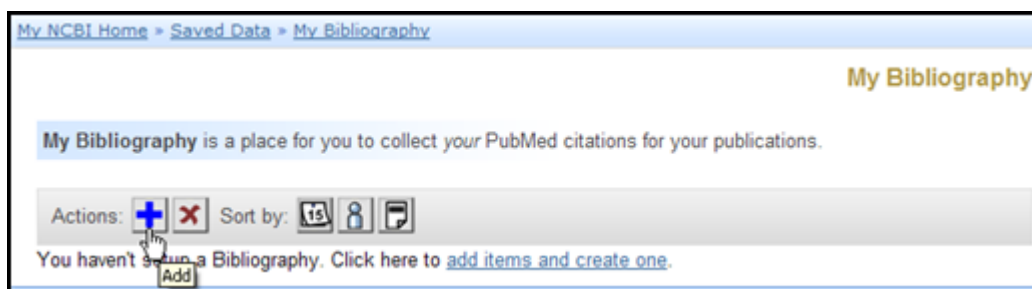 My NCBI Home » Saved Data » My Bibliography
My Bibliography
My Bibliography is a place for you to collect your PubMed citations for your publications.
Actions: Sort by: 15
You haven't setup a Bibliography. Click here to add items and create one.
Add